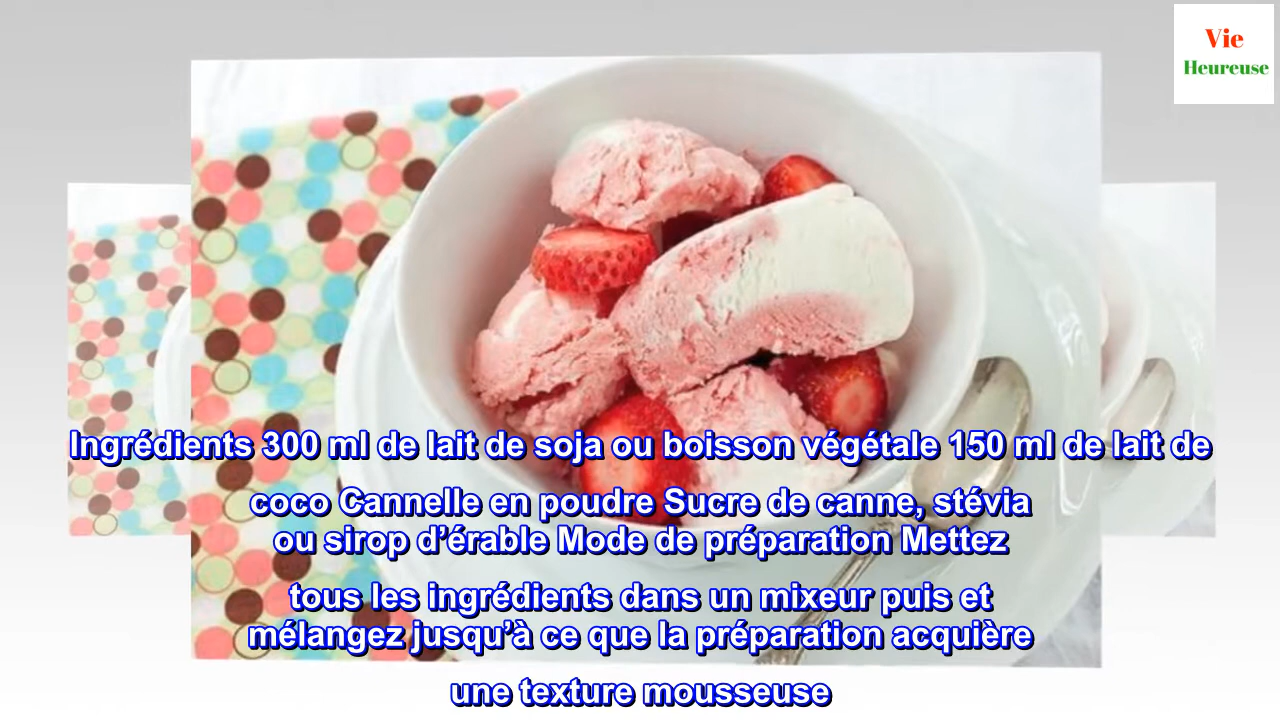 Vie
Heureuse
Ingrédients 300 ml de lait de soja ou boisson végétale 150 ml de lait de
coco Cannelle en poudre Sucre de canne, stévia
ou sirop d’érable Mode de préparation Mettez
tous les ingrédients dans un mixeur puis et
mélangez jusqu’à ce que la préparation acquière
une texture mousseuse